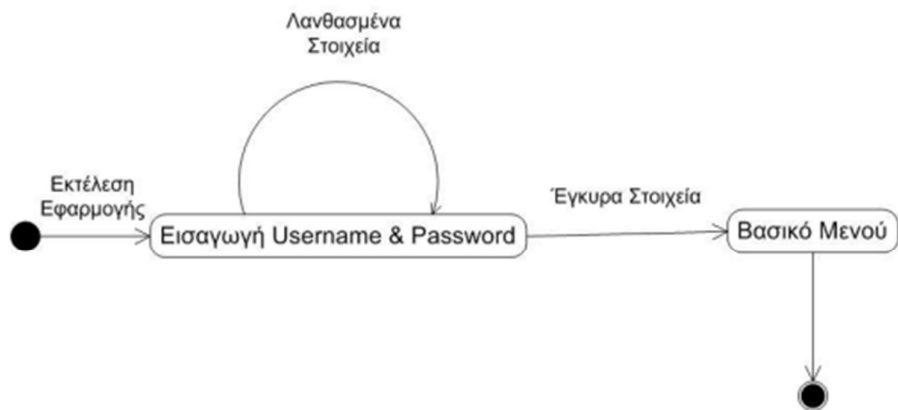 Λανθασμένα
Στοιχεία
Εκτέλεση
Εφαρμογής
Εισαγωγή Username & Password
Έγκυρα Στοιχεία
Βασικό Μενού